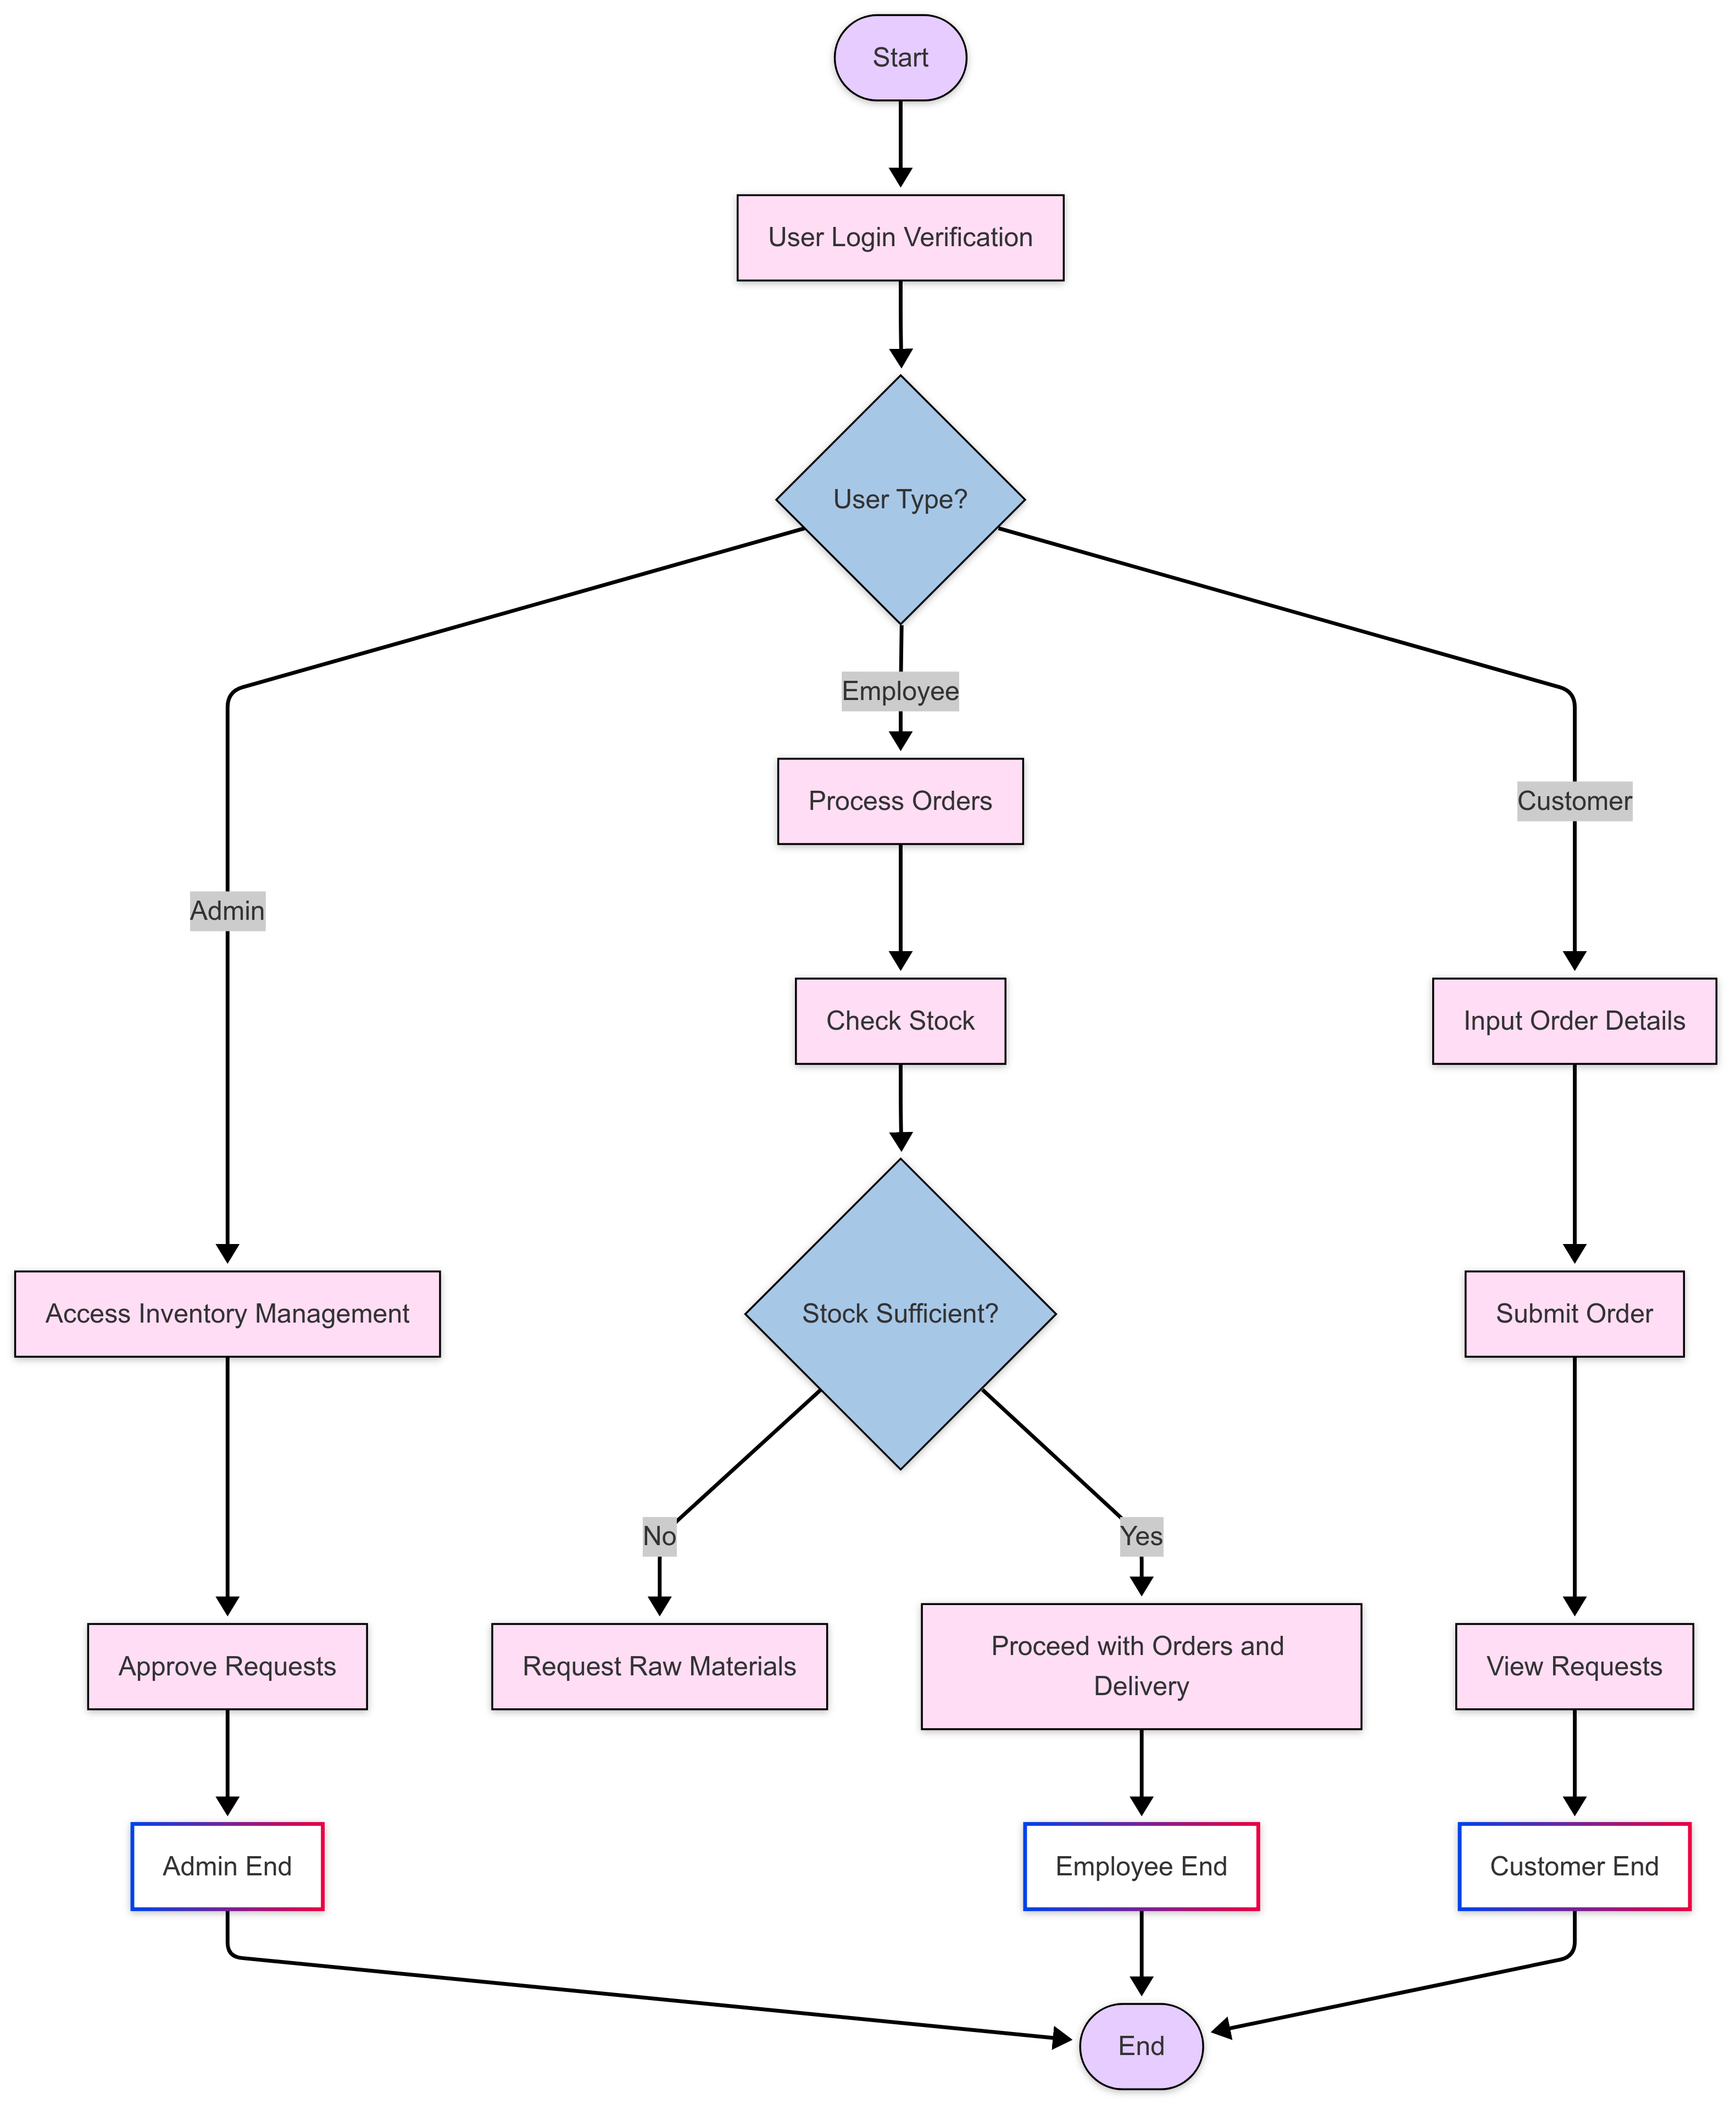 Start
User Login Verification
User Type?
Employee
Process Orders
Customer
Admin
Check Stock
Input Order Details
Access Inventory Management
Stock Sufficient?
Submit Order
No
Yes
Approve Requests
Request Raw Materials
Proceed with Orders and
Delivery
View Requests
Admin End
Employee End
Customer End
End